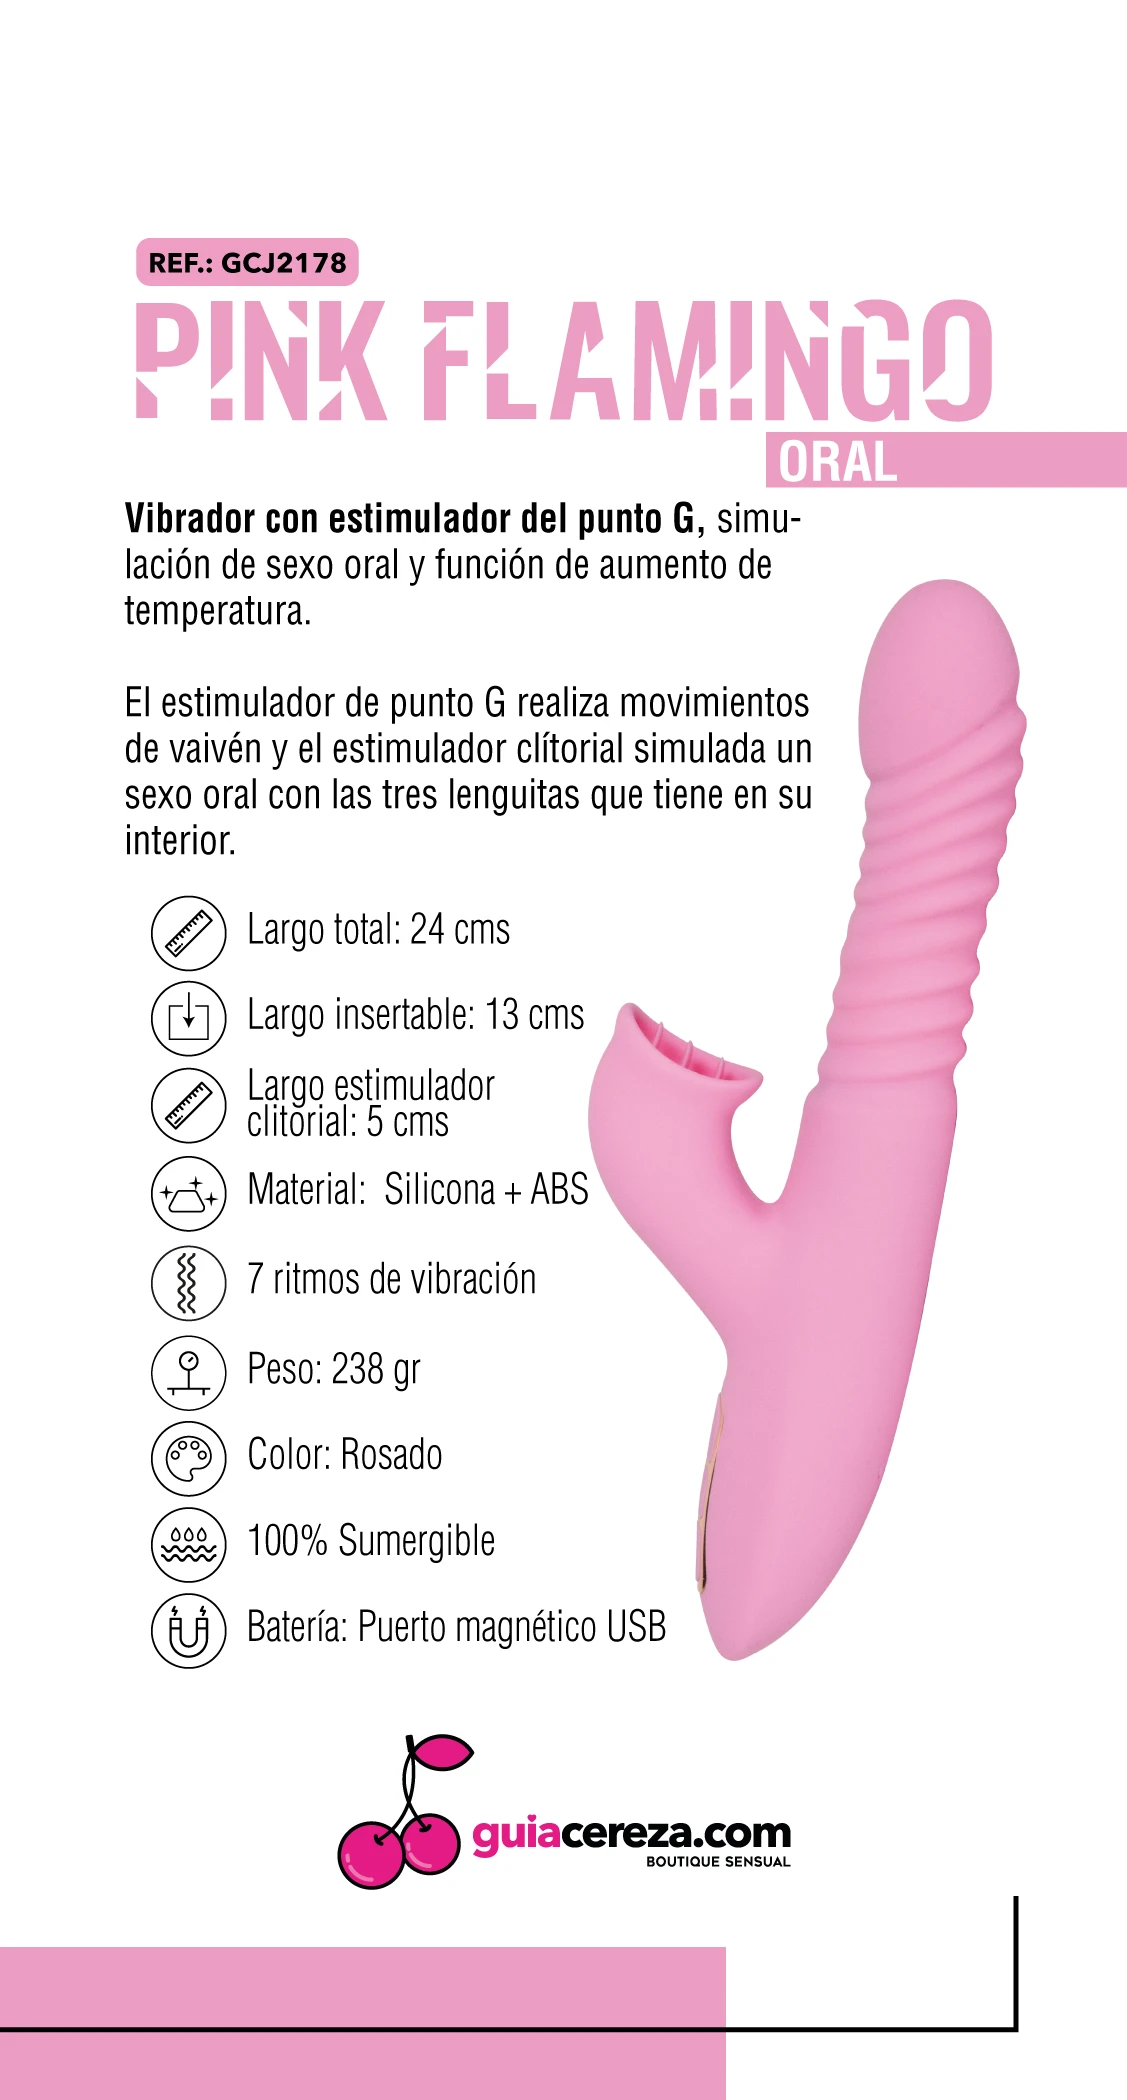 REF.: GCJ2178
PINK FLAMINGO
ORAL
Vibrador con estimulador del punto G, simu-
lación de sexo oral y función de aumento de
temperatura.
El estimulador de punto G realiza movimientos
de vaivén y el estimulador clítorial simulada un
sexo oral con las tres lenguitas que tiene en su
interior.
Largo total: 24 cms
Largo insertable: 13 cms
Largo estimulador
clitorial: 5 cms
Material:  Silicona + ABS
7 ritmos de vibración
Peso: 238 gr
Color: Rosado
100% Sumergible
Batería: Puerto magnético USB
guiacereza.com
BOUTIQUE SENSUAL